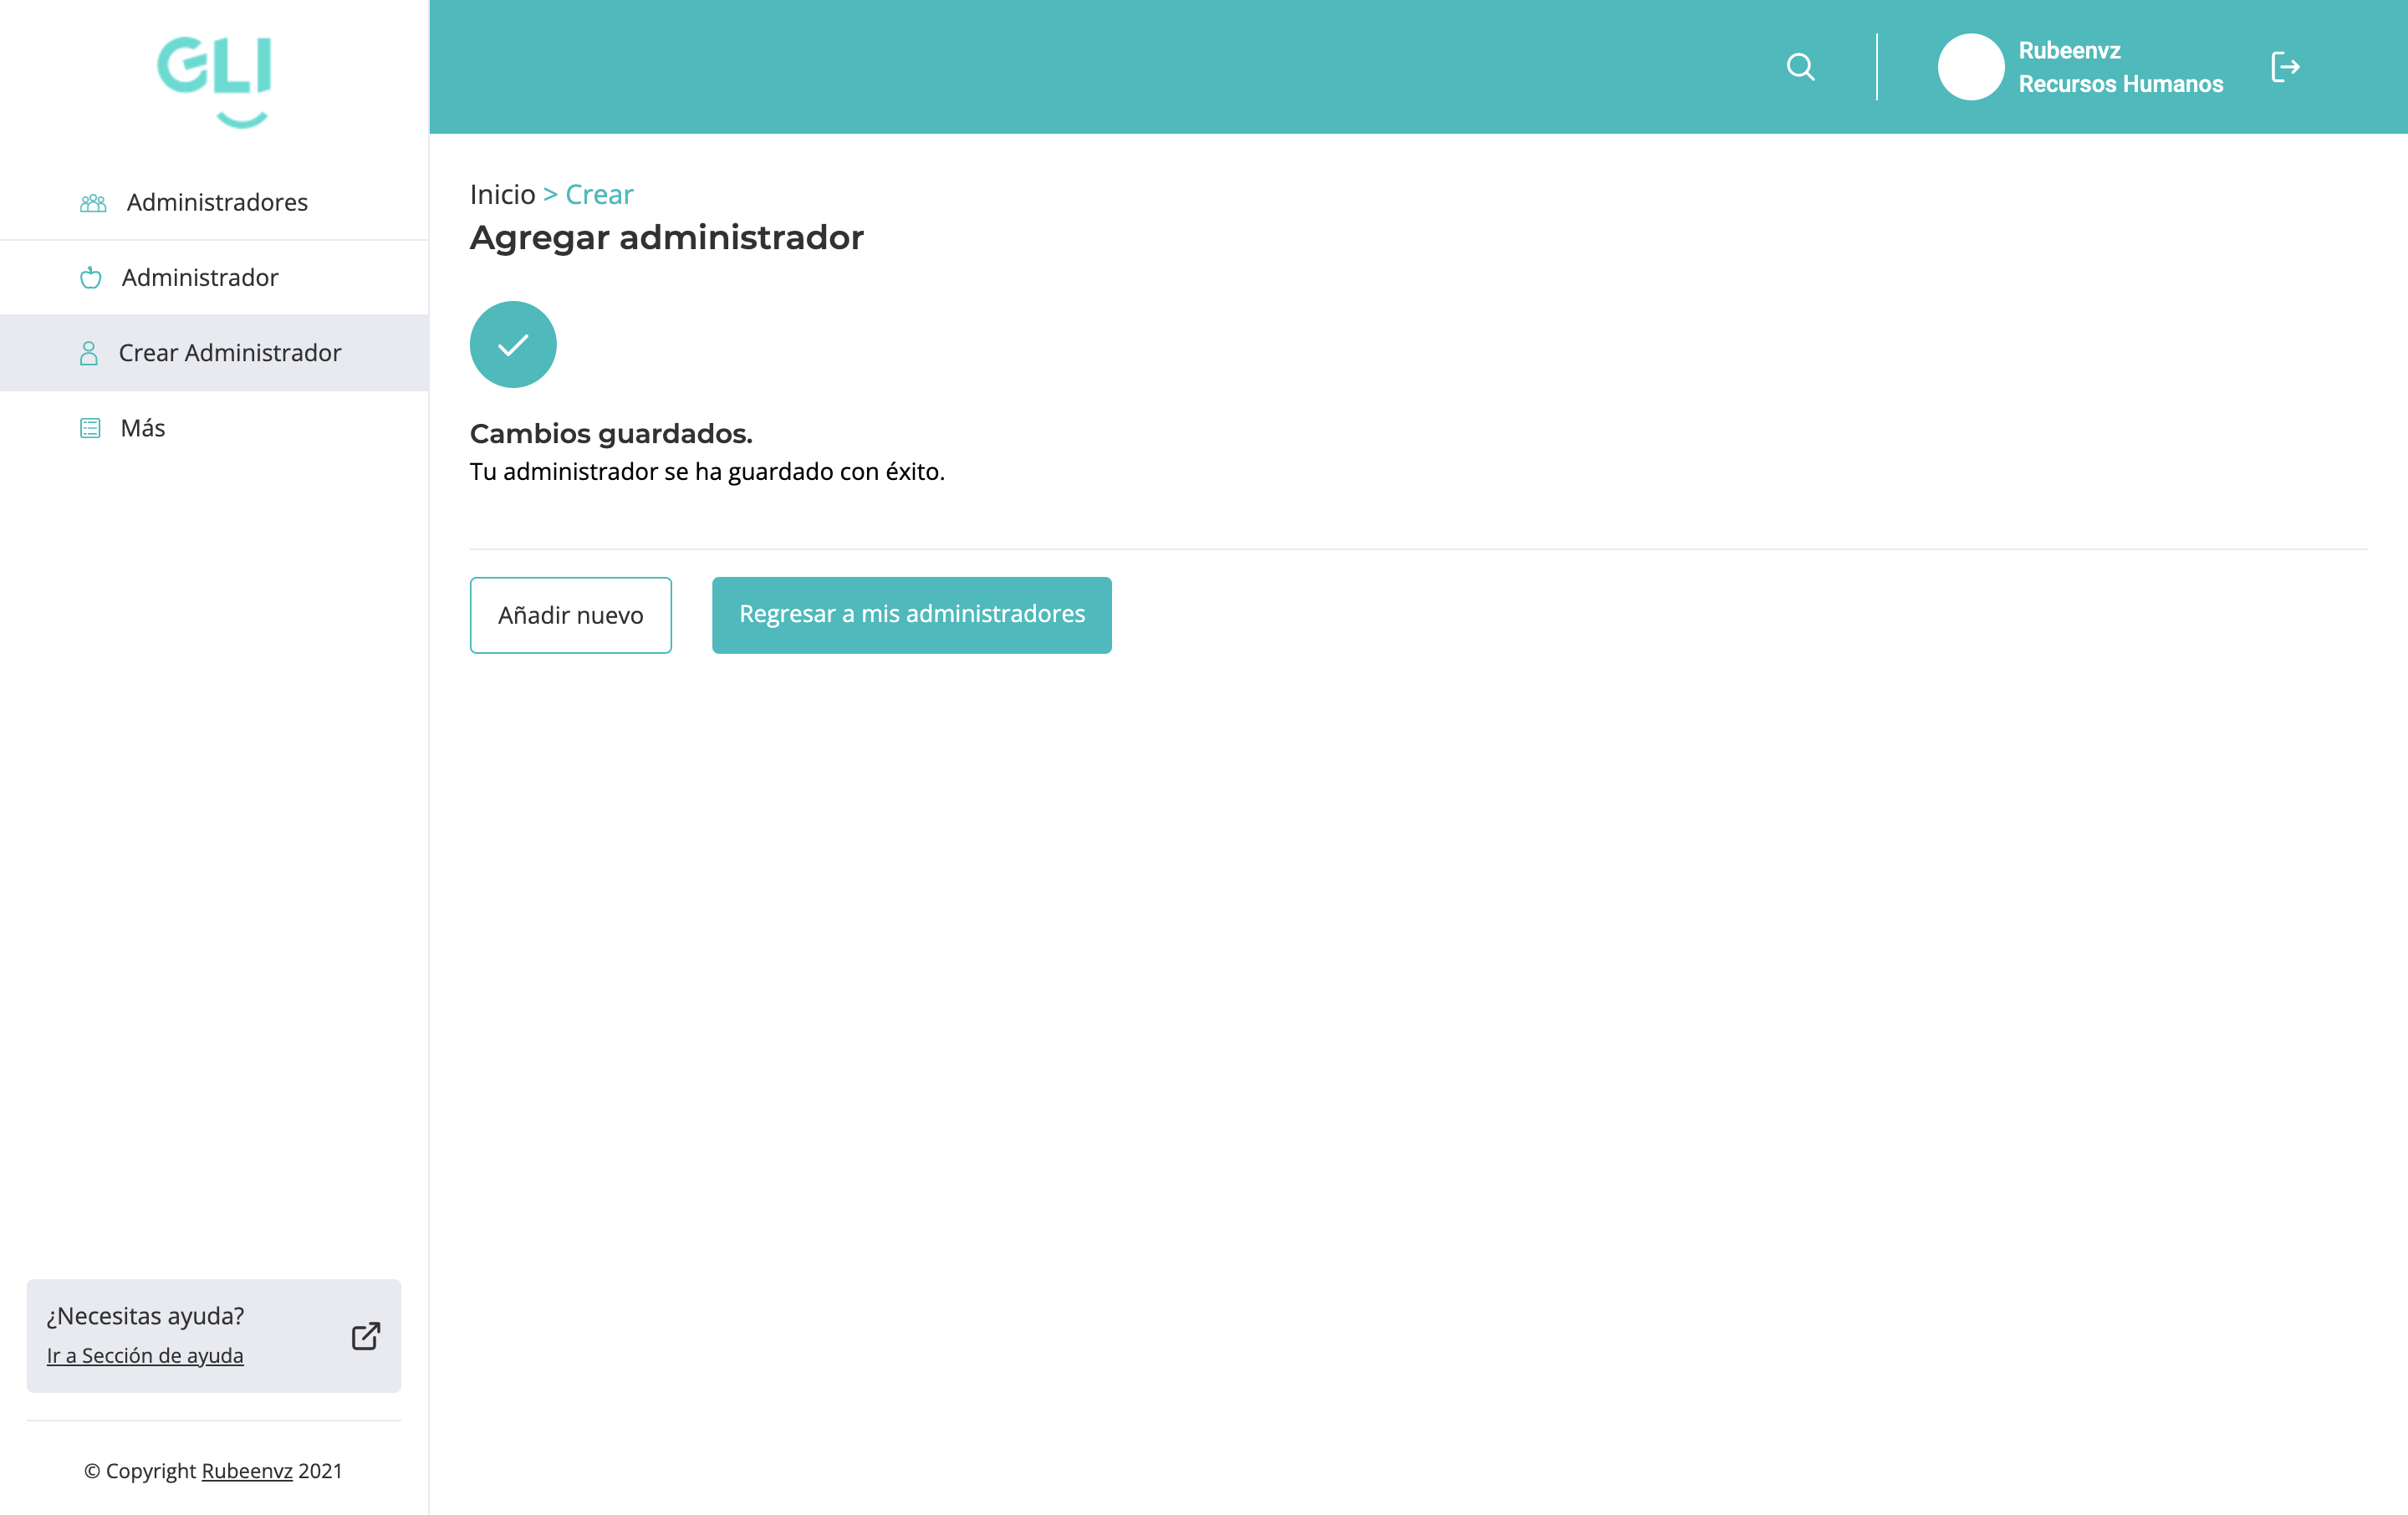 GLI
Rubeenvz
Recursos Humanos
Administradores
Administrador
Crear Administrador
Más
Inicio > Crear
Agregar administrador
Cambios guardados.
Tu administrador se ha guardado con éxito.
Añadir nuevo
Regresar a mis administradores
¿Necesitas ayuda?
Ir a Sección de ayuda
© Copyright Rubeenvz 2021